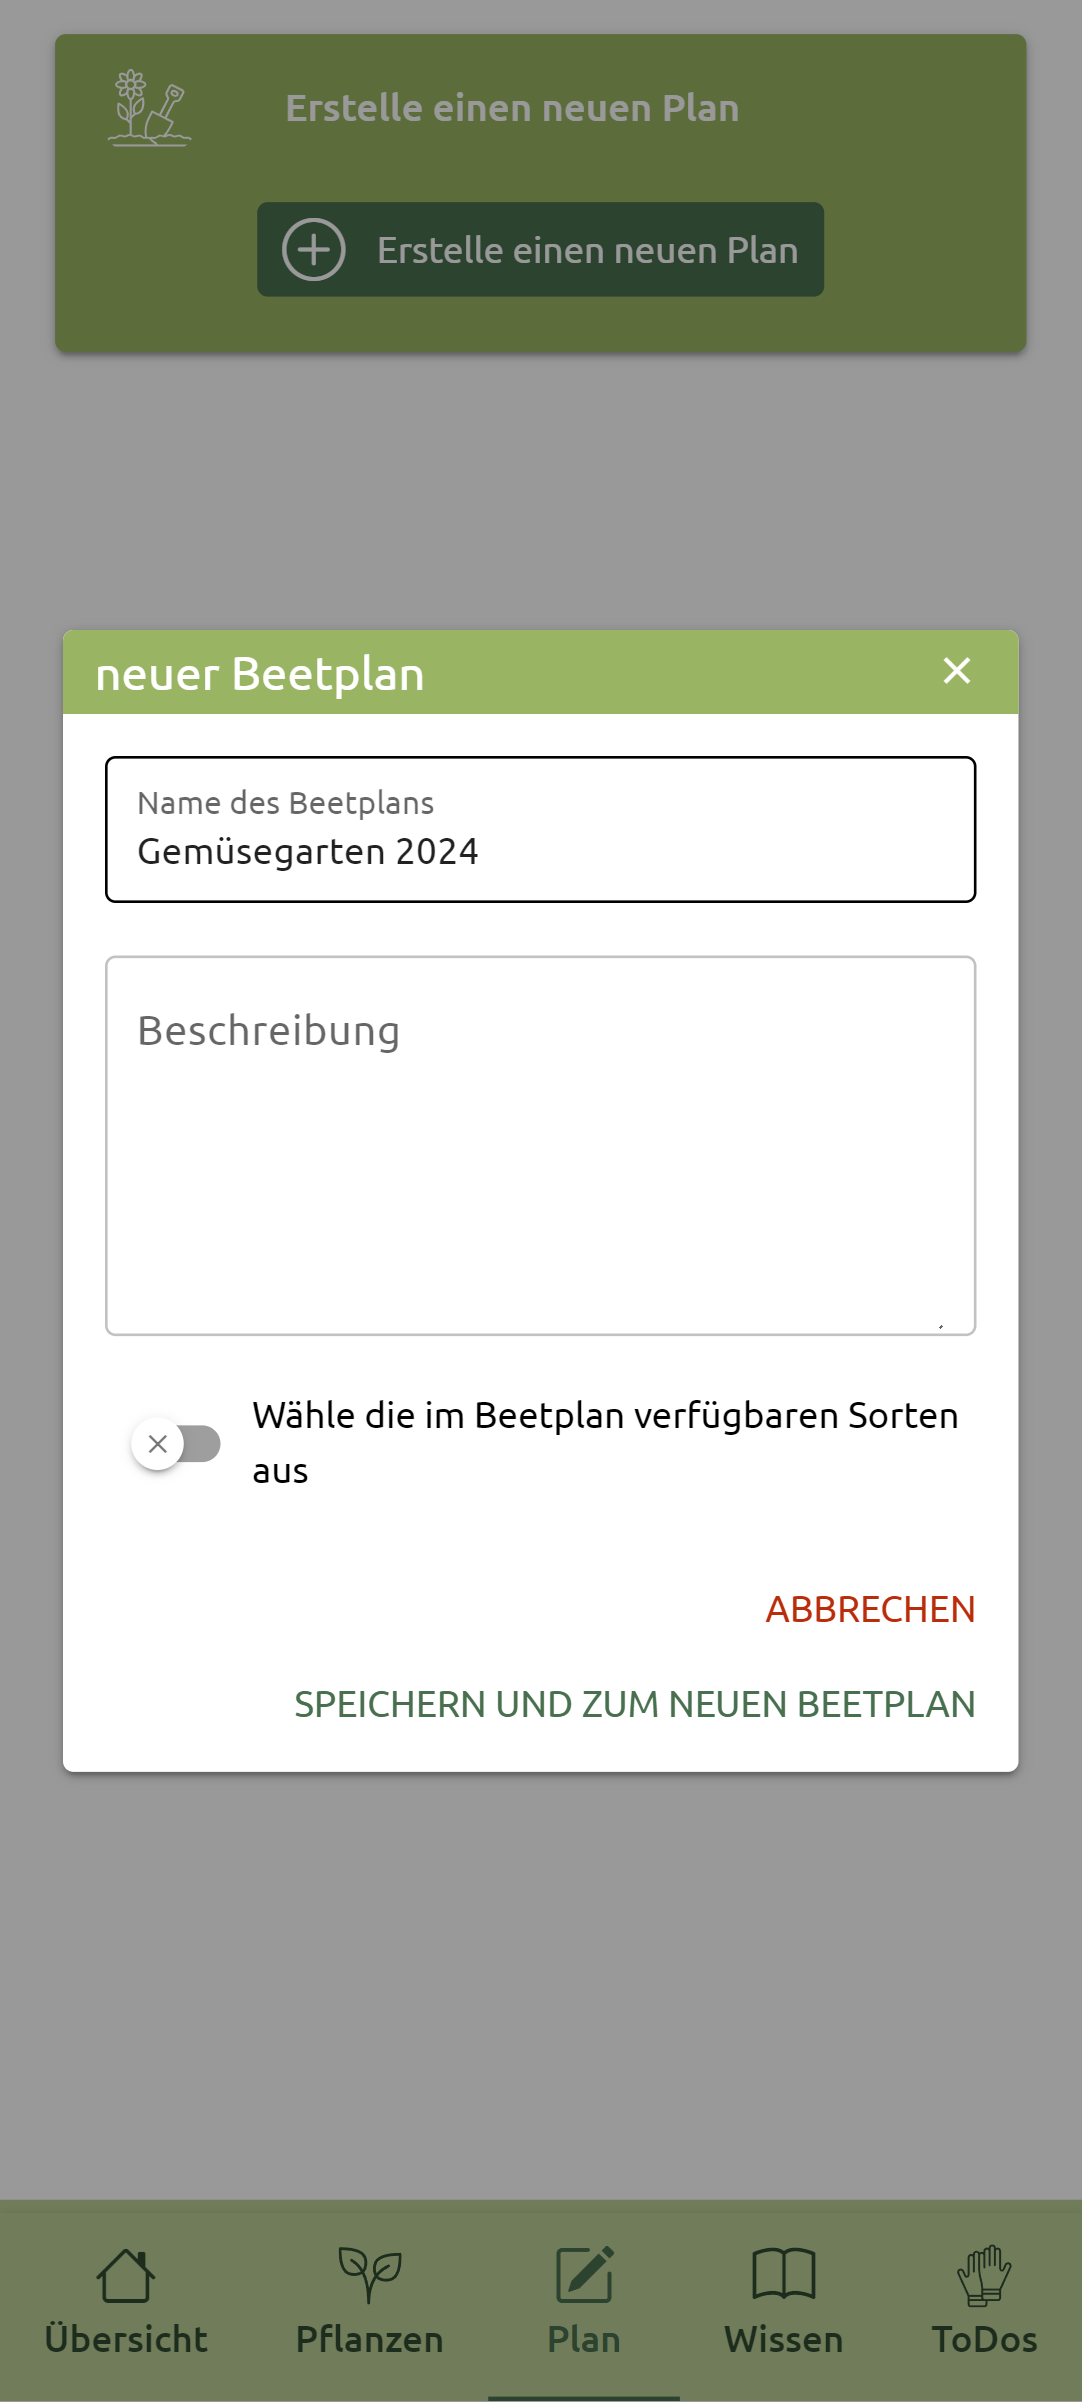 Erstelle einen neuen Plan
Erstelle einen neuen Plan
neuer Beetplan
Name des Beetplans
Gemüsegarten 2024
Beschreibung
Wähle die im Beetplan verfügbaren Sorten
aus
ABBRECHEN
SPEICHERN UND ZUM NEUEN BEETPLAN
Übersicht Pflanzen Plan Wissen ToDos